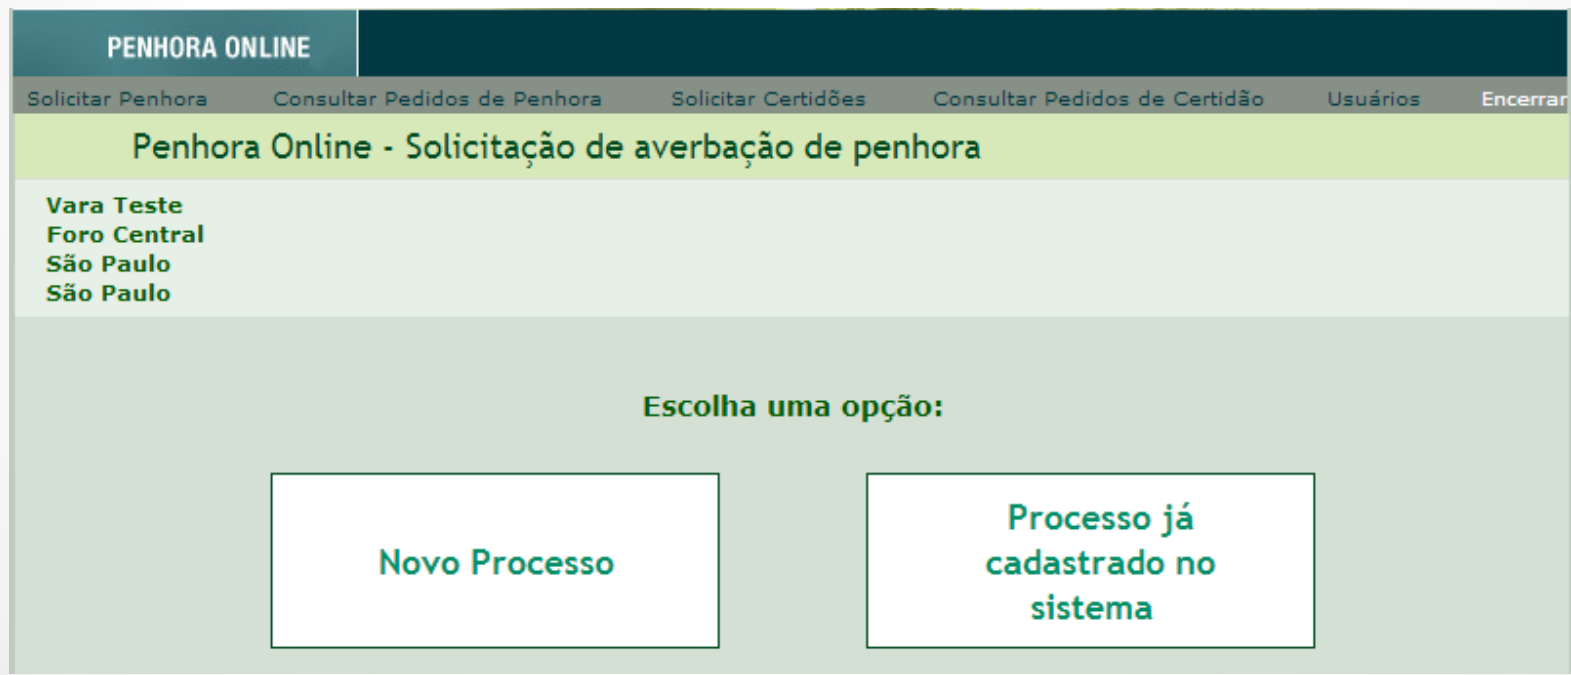 PENHORA ONLINE
Solicitar Penhora Consultar Pedidos de Penhora Solicitar Certidões Consultar Pedidos de Certidão Usuários Encerrar
Penhora Online - Solicitação de averbação de penhora
Vara Teste
Foro Central
São Paulo
São Paulo
Escolha uma opção:
Novo Processo
Processo já
cadastrado no
sistema